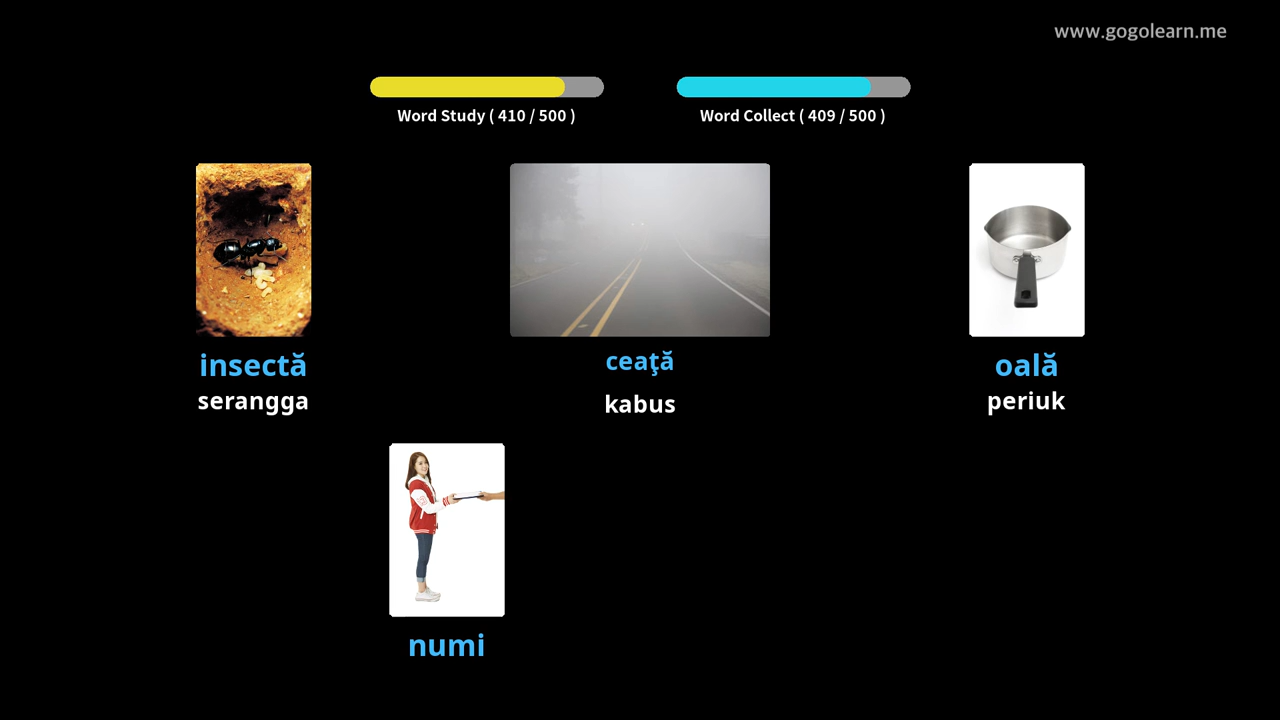 www.gogolearn.me
Word Study ( 410 / 500 )
Word Collect ( 409 / 500 )
insectă
serangga
ceaţă
kabus
oală
periuk
numi